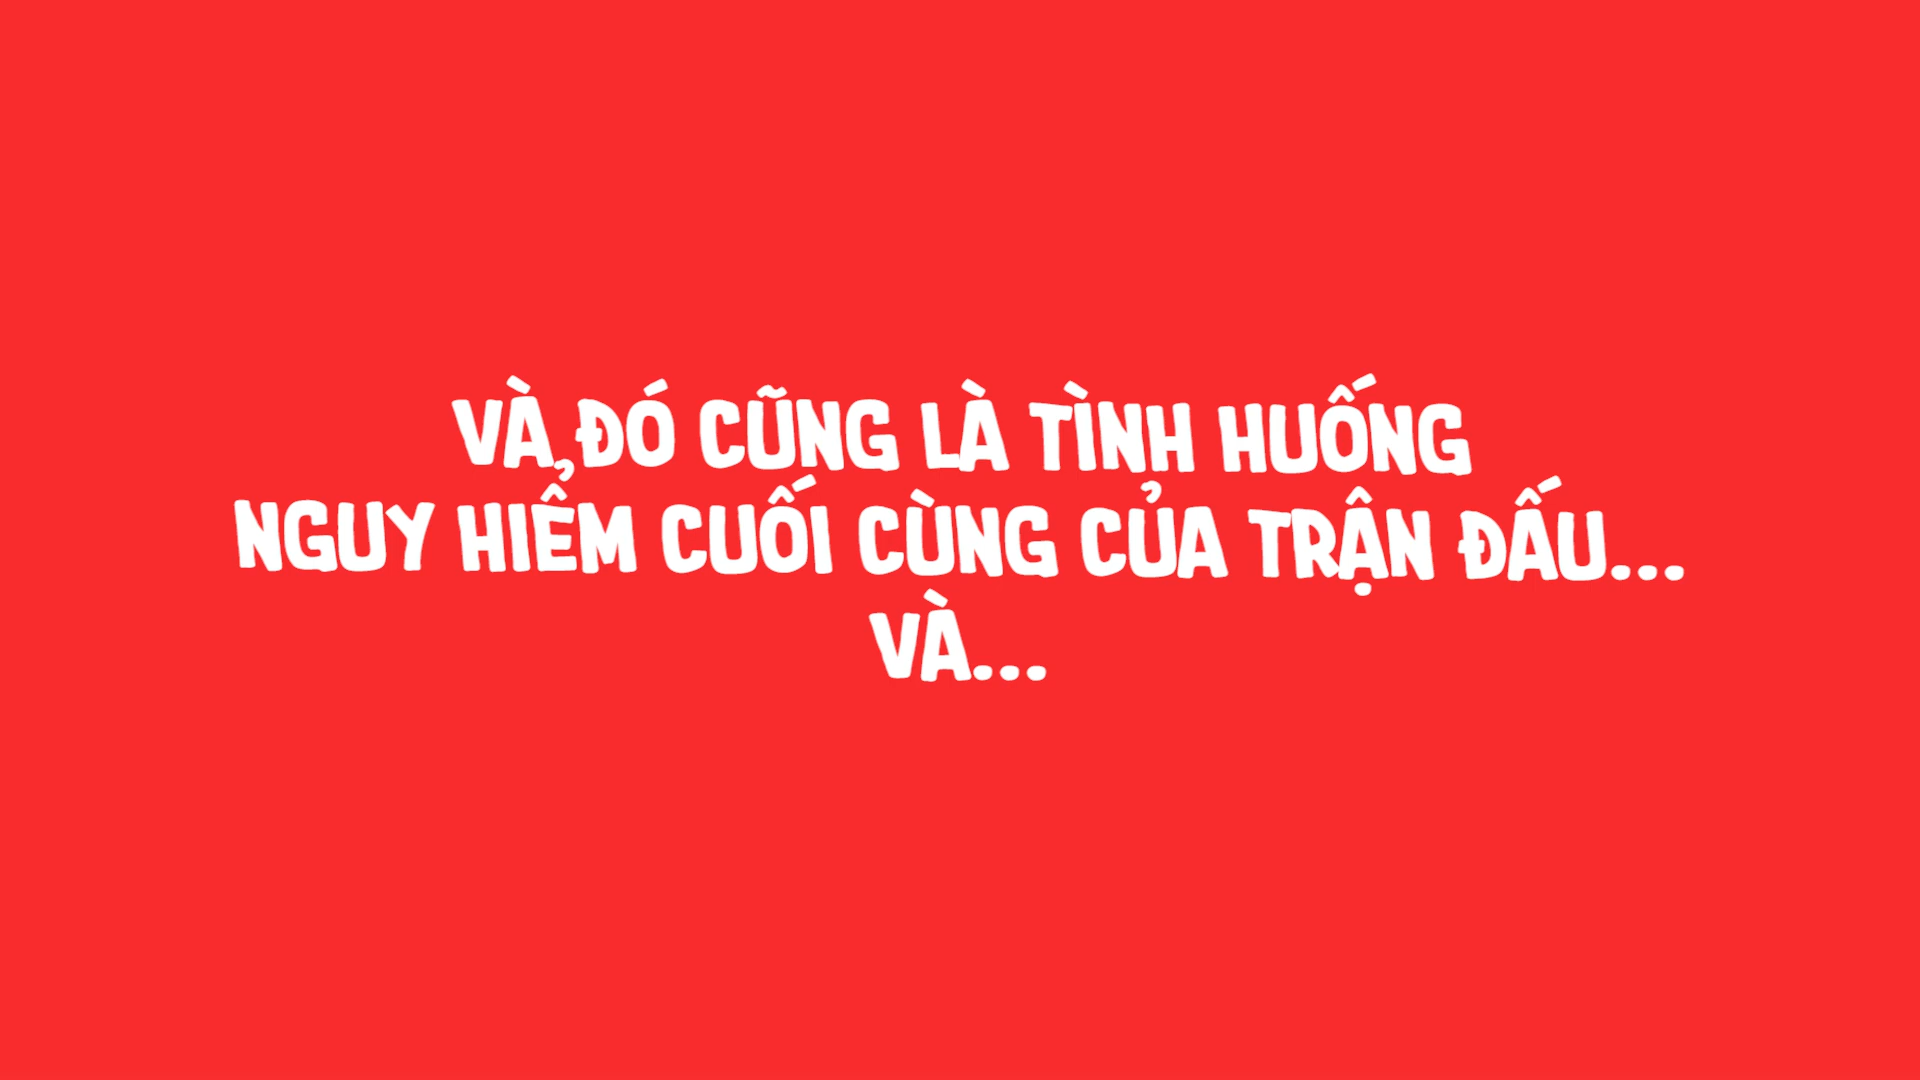 VÀ ĐÓ CŨNG LÀ TÌNH HUỐNG
NGUY HIỂM CUỐI CÙNG CỦA TRẬN ĐẤU...
VÀ...